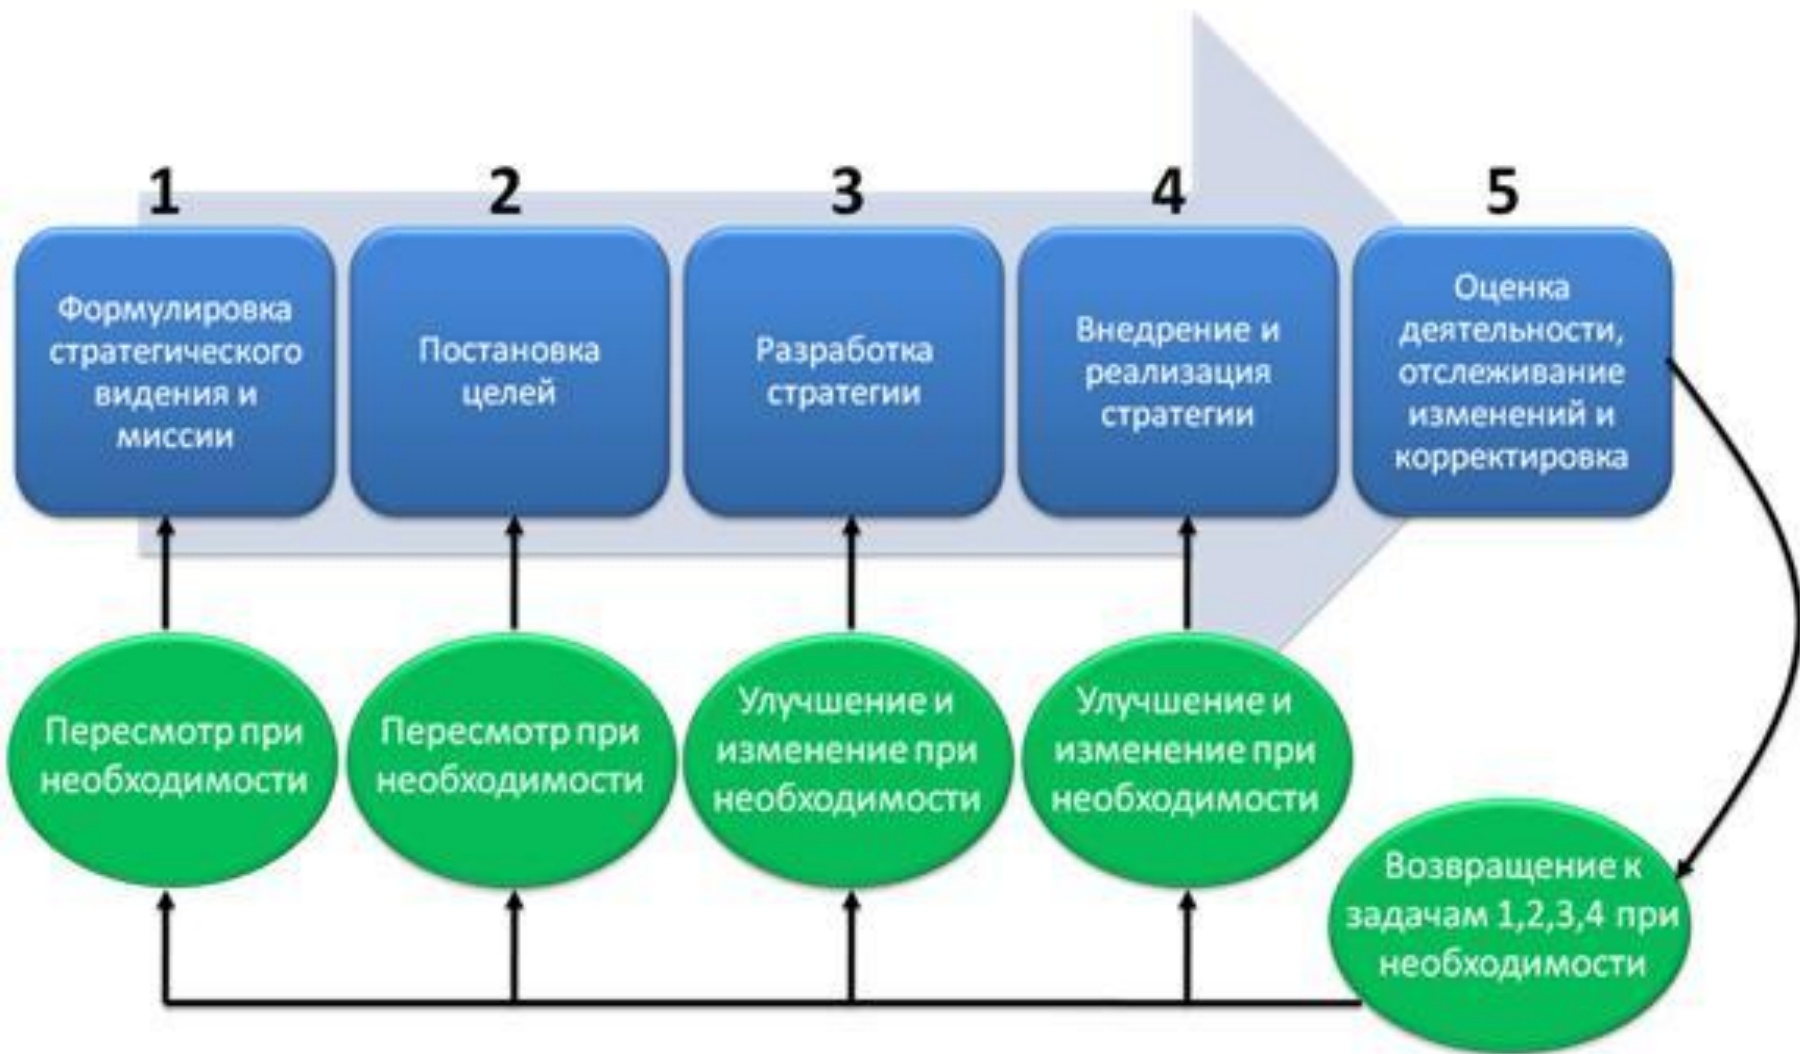 1
2
3
4
5
Формулировка
стратегического
видения и
миссии
Постановка
целей
Разработка
стратегии
Внедрение и
реализация
стратегии
Оценка
деятельности,
отслеживание
изменений и
корректировка
Пересмотр при
необходимости
Пересмотр при
необходимости
Улучшение и
изменение при
необходимости
Улучшение и
изменение при
необходимости
Возвращение к
задачам 1,2,3,4 при
необходимости